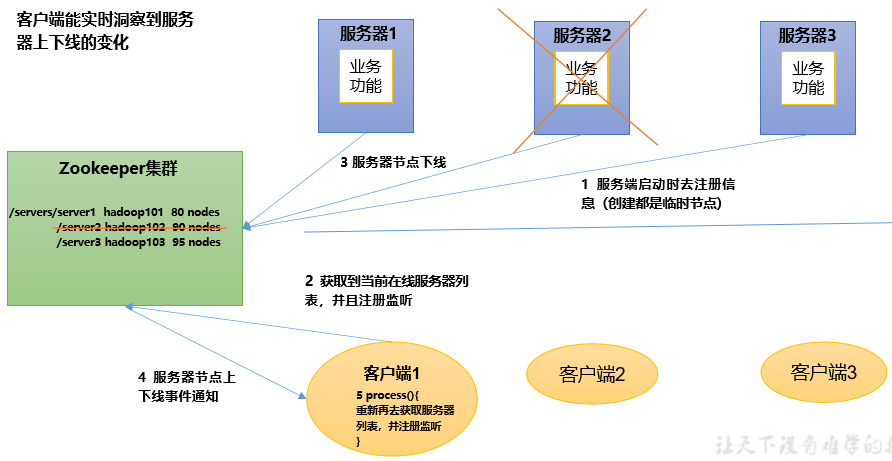 客户端能实时洞察到服务
器上下线的变化
服务器1
业务
功能
服务器2
业务
功能
服务器3
业务
功能
3 服务器节点下线
1 服务端启动时去注册信
息（创建都是临时节点）
Zookeeper集群
/servers/server1 hadoop101 80 nodes
/server2 hadoop102 90 nodes
/server3 hadoop103 95 nodes
2 获取到当前在线服务器列
表，并且注册监听
4 服务器节点上
下线事件通知
客户端1
5 process(){
重新再去获取服务器
列表，并注册监听
}
客户端2
客户端3
让天下没有难学的